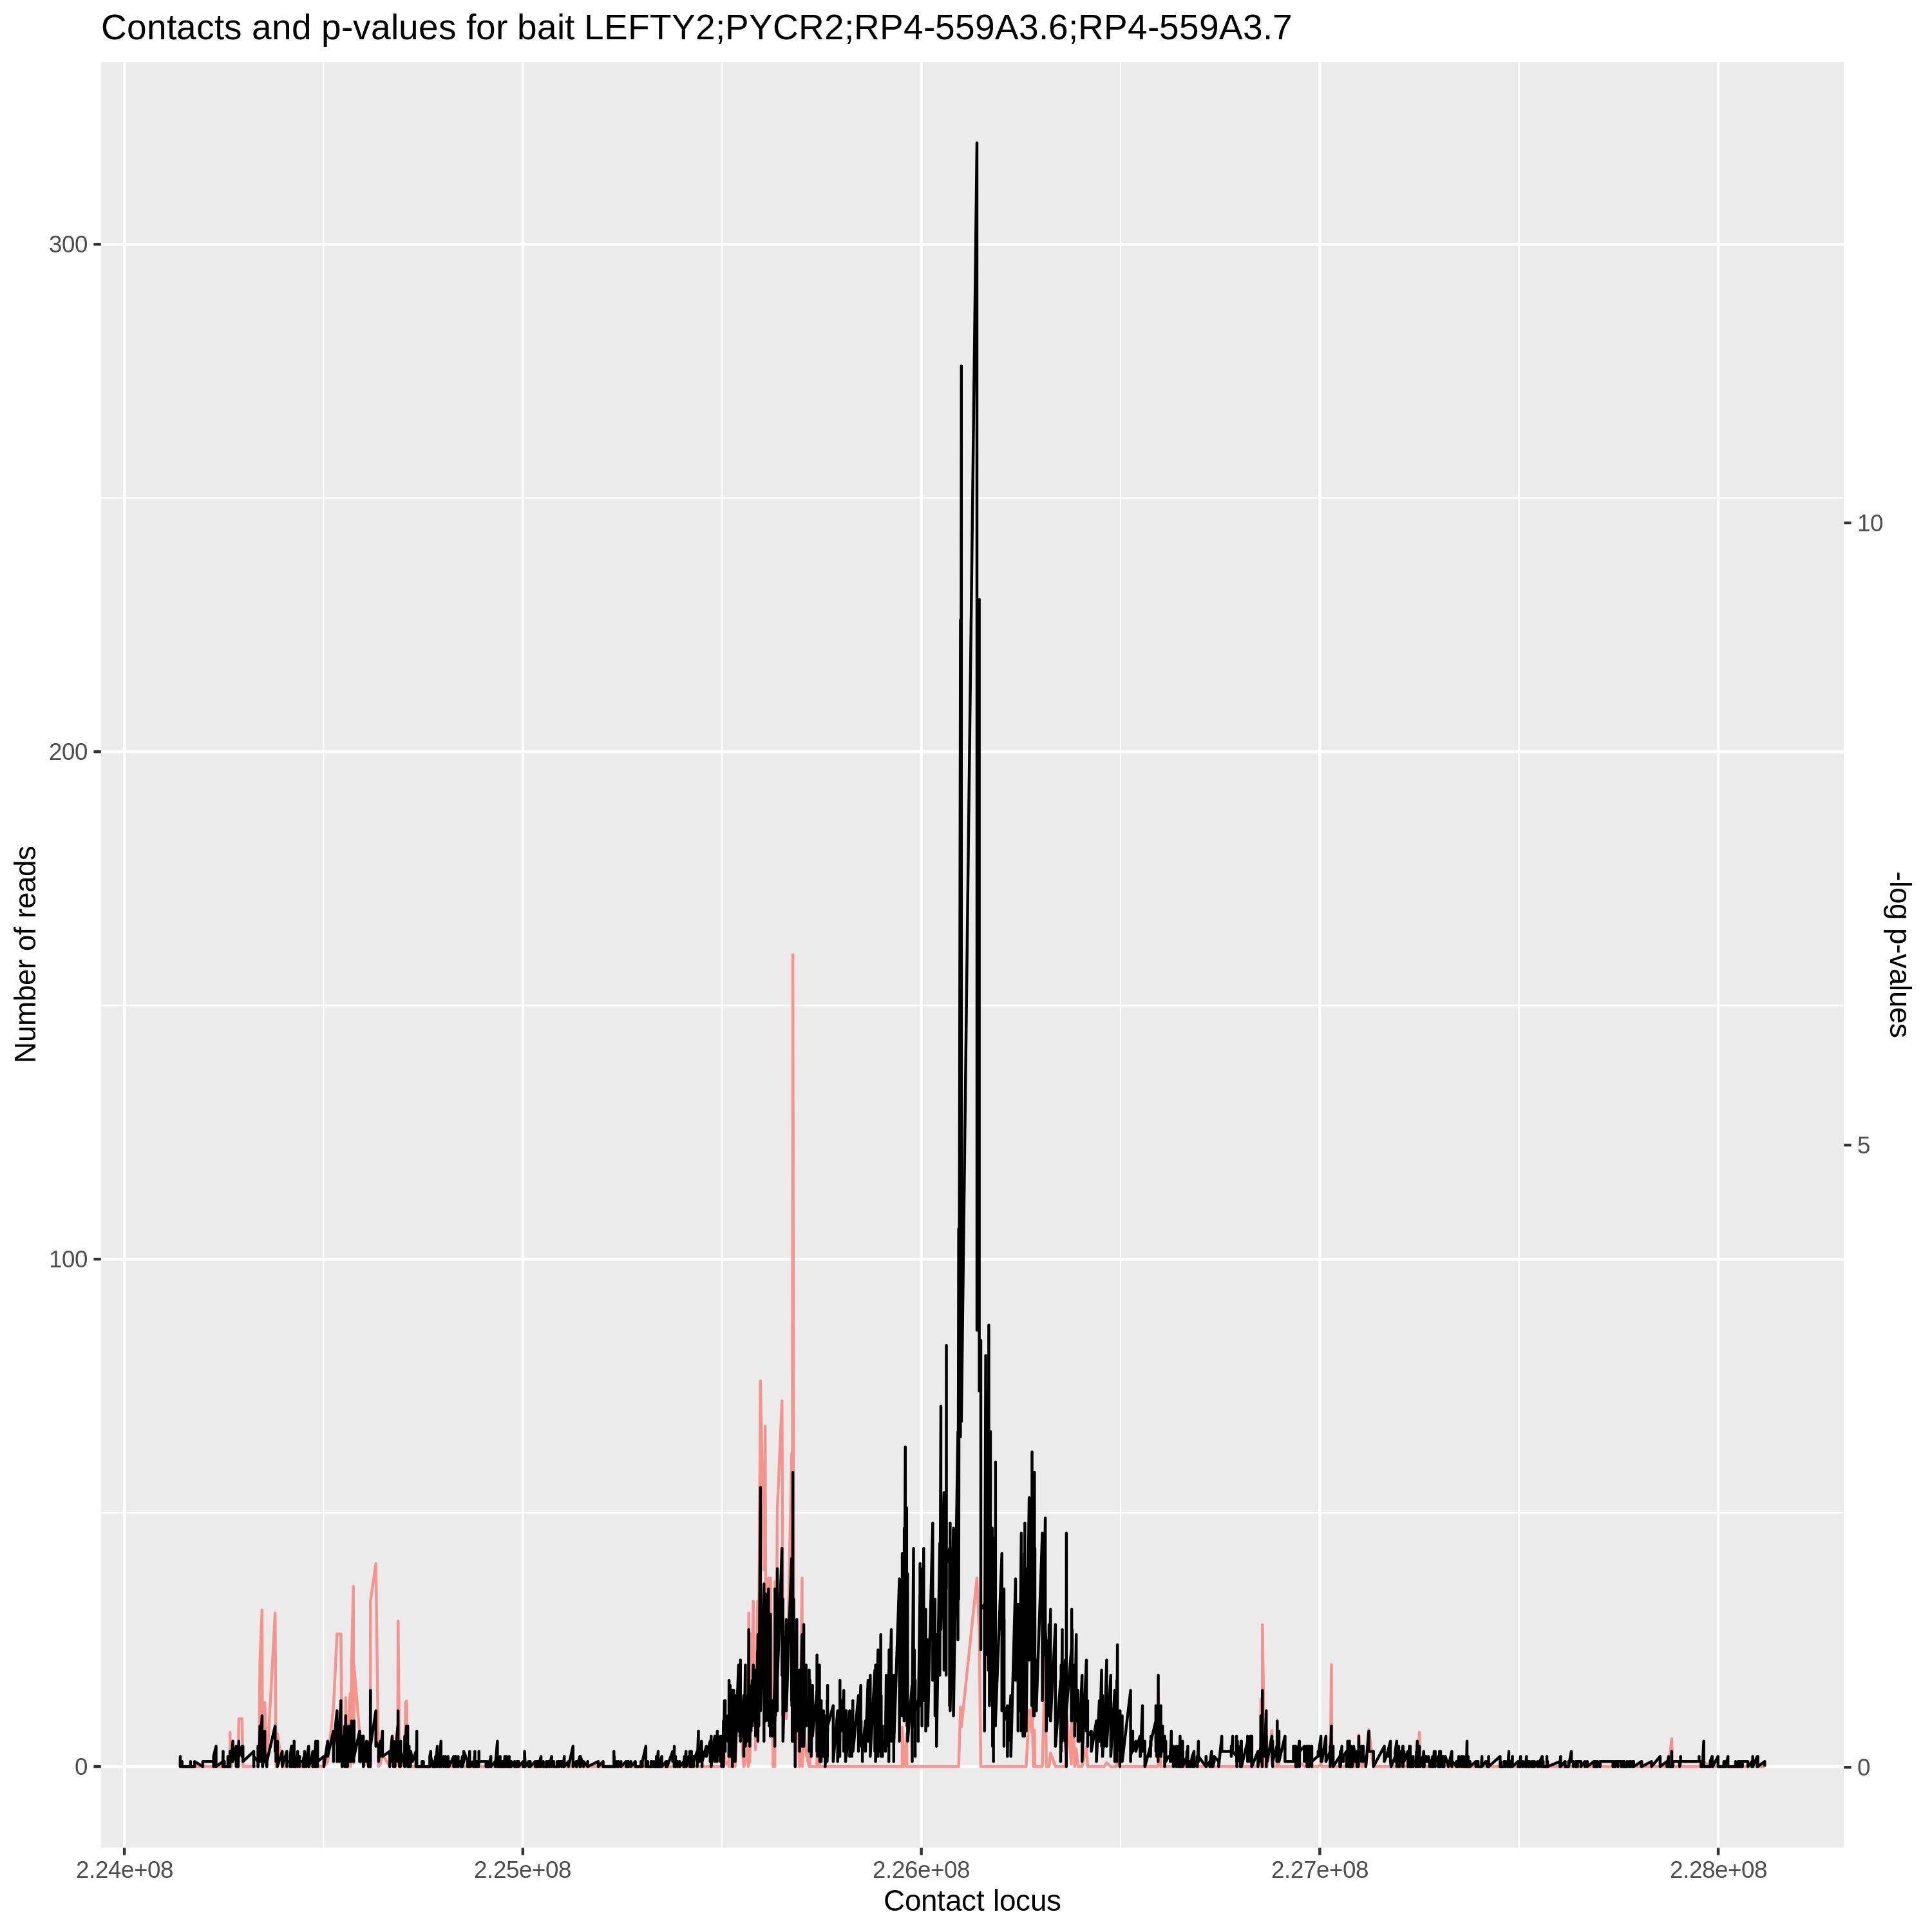 Contacts and p-values for bait LEFTY2;PYCR2;RP4-559A3.6;RP4-559A3.7
300
200
100
0
Number of reads
10
5
0
-log p-values
2.24e+08
2.25e+08
2.26e+08
2.27e+08
2.28e+08
Contact locus